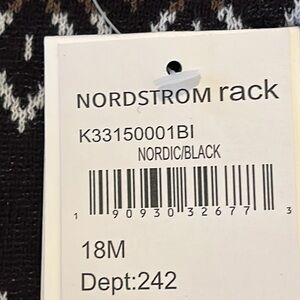 NORDSTROM rack
K33150001BI
NORDIC/BLACK
1 90930 32677 3
18M
Dept:242